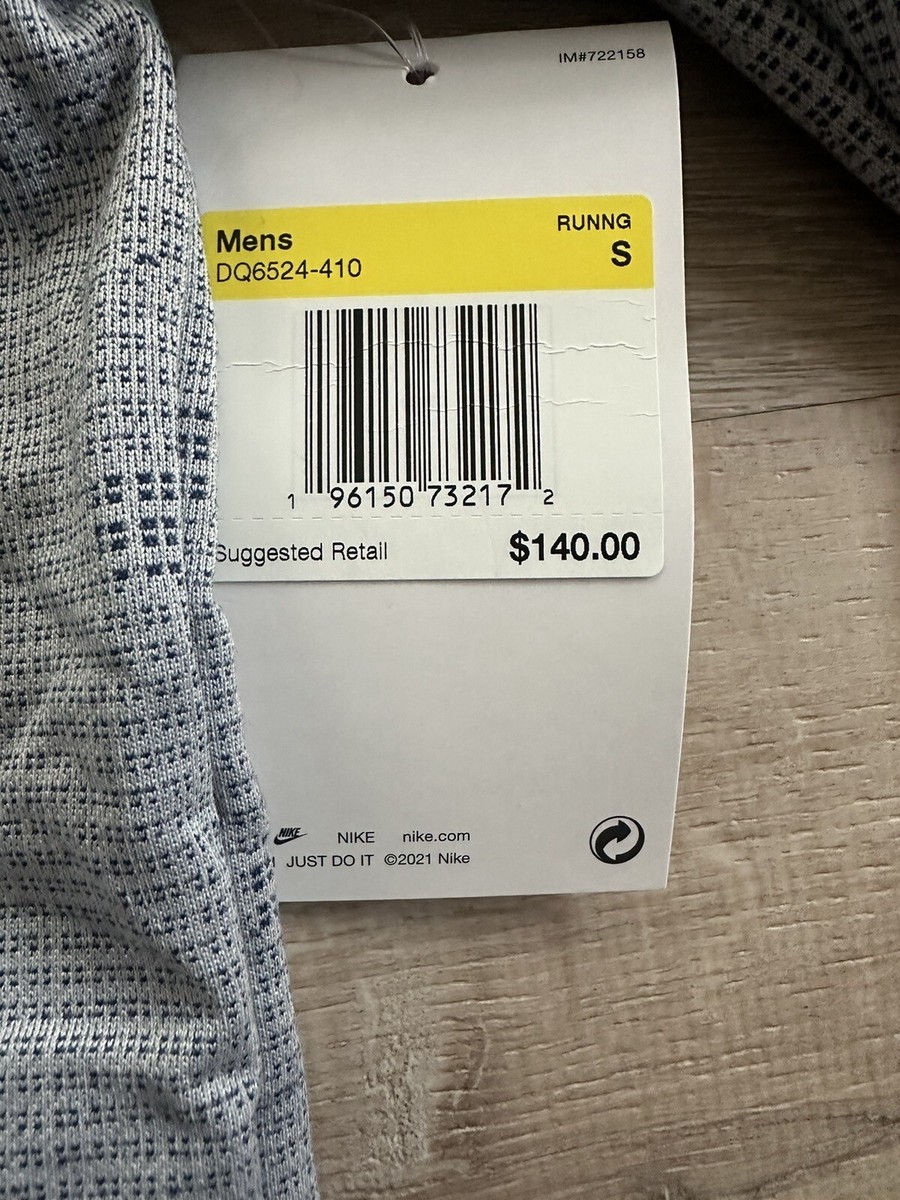 IM#722158
Mens RUNNG
DQ6524-410 S
1 96150 73217 2
Suggested Retail $140.00
NIKE NIKE nike.com
JUST DO IT ©2021 Nike